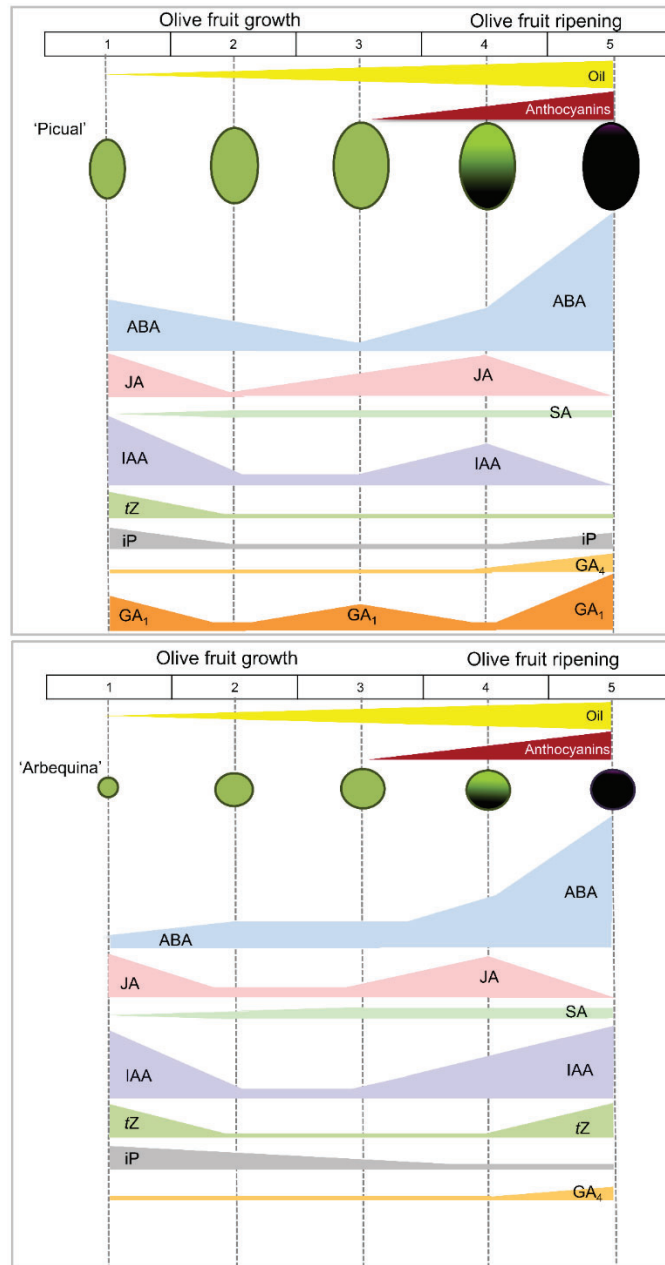 Olive fruit growth Olive fruit ripening
1 2 3 4 5
Oil
Anthocyanins
'Picual'
ABA
ABA
JA JA
SA
IAA IAA
tZ
iP iP
GA4
GA1 GA1 GA1
Olive fruit growth Olive fruit ripening
1 2 3 4 5
Oil
Anthocyanins
'Arbequina'
ABA
ABA
JA JA
SA
IAA IAA
tZ tZ
iP
GA4